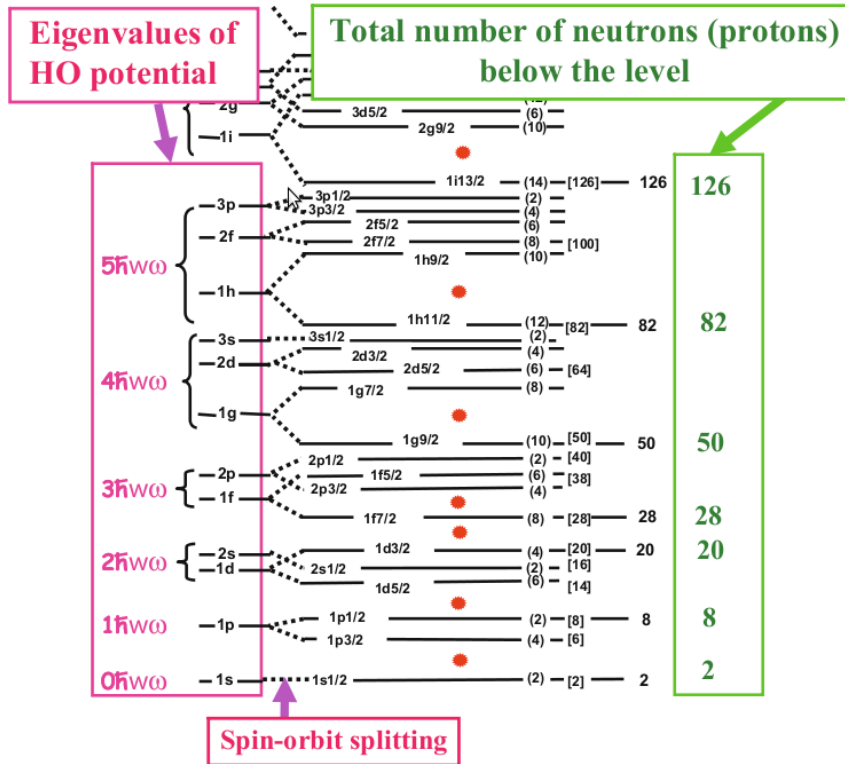 Eigenvalues of
HO potential
Total number of neutrons (protons)
below the level
2g
3d5/2 (6)
2g9/2 (10)
1i
1i13/2 (14) [126] 126 126
3p1/2 (2)
3p 3p3/2 (4)
2f5/2 (6)
2f 2f7/2 (8) [100]
1h9/2 (10)
5ħwω
1h
1h11/2 (12) [82] 82 82
3s 3s1/2 (2)
2d3/2 (4)
2d 2d5/2 (6) [64]
4ħwω
1g7/2 (8)
1g
1g9/2 (10) [50] 50 50
2p1/2 (2) [40]
2p 1f5/2 (6) [38]
3ħwω
2p3/2 (4)
1f
1f7/2 (8) [28] 28 28
2s 1d3/2 (4) [20] 20 20
2ħwω
1d 2s1/2 (2) [16]
1d5/2 (6) [14]
1p1/2 (2) [8] 8 8
1ħwω 1p
1p3/2 (4) [6]
0ħwω 1s 1s1/2 (2) [2] 2 2
Spin-orbit splitting